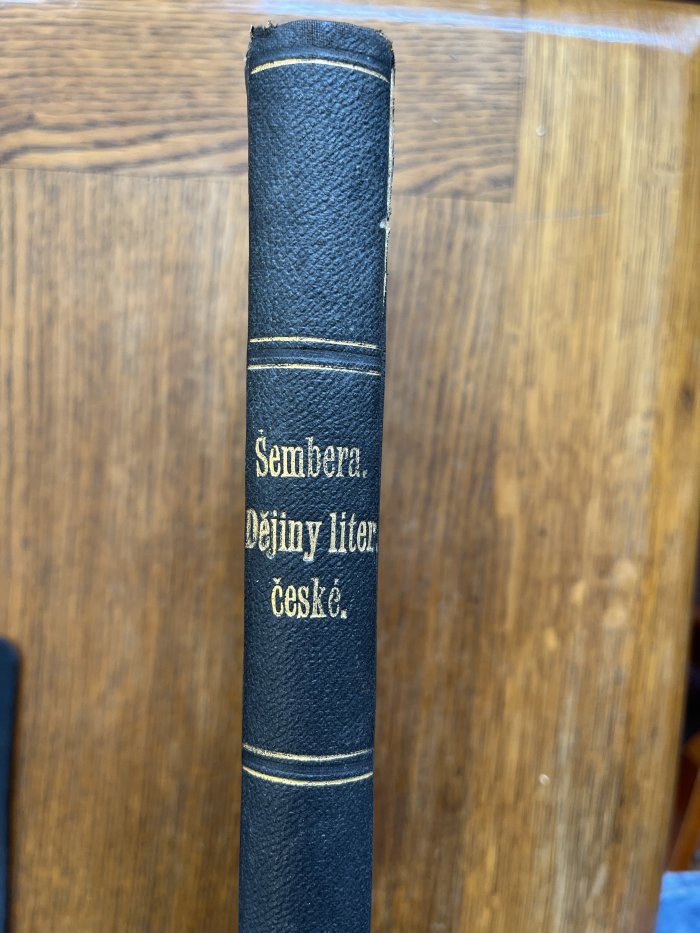 Šembera.
Dějiny liter.
české.